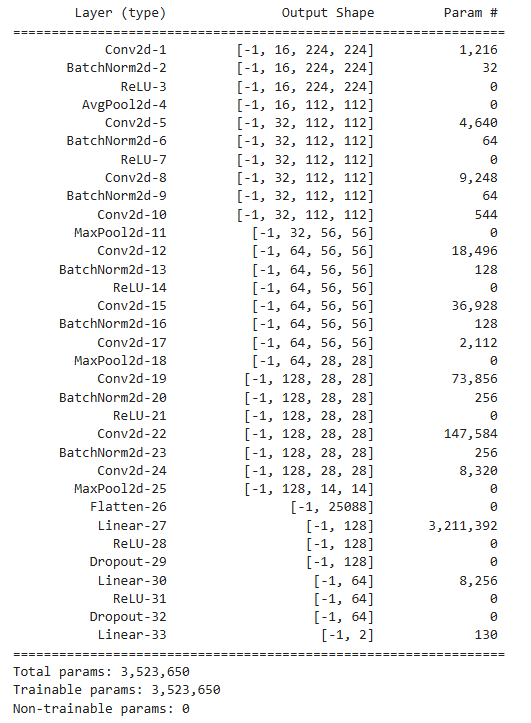 Layer (type) Output Shape Param #
================================================================
Conv2d-1 [-1, 16, 224, 224] 1,216
BatchNorm2d-2 [-1, 16, 224, 224] 32
ReLU-3 [-1, 16, 224, 224] 0
AvgPool2d-4 [-1, 16, 112, 112] 0
Conv2d-5 [-1, 32, 112, 112] 4,640
BatchNorm2d-6 [-1, 32, 112, 112] 64
ReLU-7 [-1, 32, 112, 112] 0
Conv2d-8 [-1, 32, 112, 112] 9,248
BatchNorm2d-9 [-1, 32, 112, 112] 64
Conv2d-10 [-1, 32, 112, 112] 544
MaxPool2d-11 [-1, 32, 56, 56] 0
Conv2d-12 [-1, 64, 56, 56] 18,496
BatchNorm2d-13 [-1, 64, 56, 56] 128
ReLU-14 [-1, 64, 56, 56] 0
Conv2d-15 [-1, 64, 56, 56] 36,928
BatchNorm2d-16 [-1, 64, 56, 56] 128
Conv2d-17 [-1, 64, 56, 56] 2,112
MaxPool2d-18 [-1, 64, 28, 28] 0
Conv2d-19 [-1, 128, 28, 28] 73,856
BatchNorm2d-20 [-1, 128, 28, 28] 256
ReLU-21 [-1, 128, 28, 28] 0
Conv2d-22 [-1, 128, 28, 28] 147,584
BatchNorm2d-23 [-1, 128, 28, 28] 256
Conv2d-24 [-1, 128, 28, 28] 8,320
MaxPool2d-25 [-1, 128, 14, 14] 0
Flatten-26 [-1, 25088] 0
Linear-27 [-1, 128] 3,211,392
ReLU-28 [-1, 128] 0
Dropout-29 [-1, 128] 0
Linear-30 [-1, 64] 8,256
ReLU-31 [-1, 64] 0
Dropout-32 [-1, 64] 0
Linear-33 [-1, 2] 130
================================================================
Total params: 3,523,650
Trainable params: 3,523,650
Non-trainable params: 0